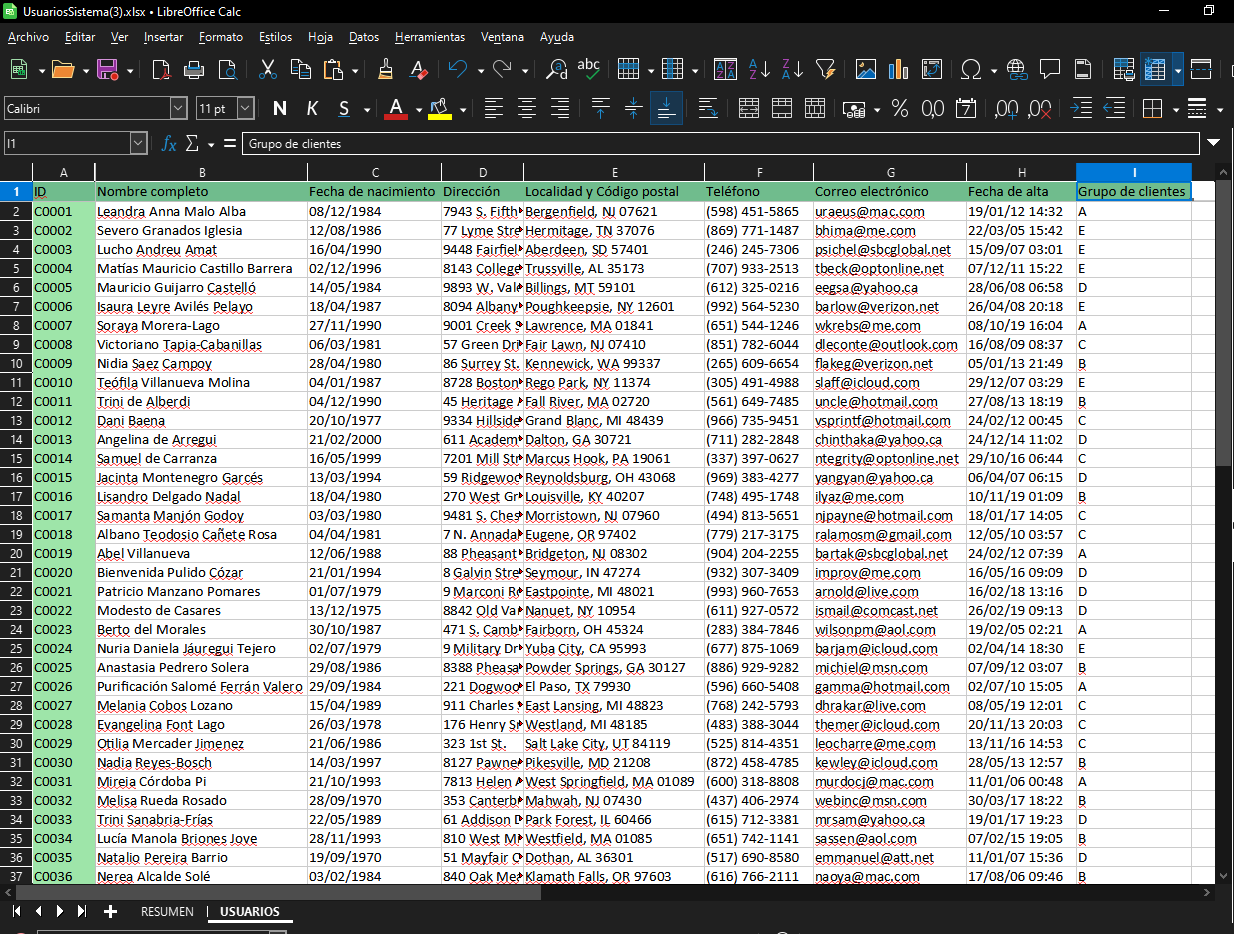 UsuariosSistema(3).xlsx • LibreOffice Calc
Archivo Editar Ver Insertar Formato Estilos Hoja Datos Herramientas Ventana Ayuda
Calibri 11 pt N K S
I1 Grupo de clientes
A B C D E F G H I
1 ID Nombre completo Fecha de nacimiento Dirección Localidad y Código postal Teléfono Correo electrónico Fecha de alta Grupo de clientes
2 C0001 Leandra Anna Malo Alba 08/12/1984 7943 S. Fifth Bergenfield, NJ 07621 (598) 451-5865 uraeus@mac.com 19/01/12 14:32 A
3 C0002 Severo Granados Iglesia 12/08/1986 77 Lyme Stre Hermitage, TN 37076 (869) 771-1487 bhima@me.com 22/03/05 15:42 E
4 C0003 Lucho Andreu Amat 16/04/1990 9448 Fairfiel Aberdeen, SD 57401 (246) 245-7306 psichel@sbcglobal.net 15/09/07 03:01 E
5 C0004 Matías Mauricio Castillo Barrera 02/12/1996 8143 College Trussville, AL 35173 (707) 933-2513 tbeck@optonline.net 07/12/11 15:22 E
6 C0005 Mauricio Guijarro Castelló 14/05/1984 9893 W. Val Billings, MT 59101 (612) 325-0216 eegsa@yahoo.ca 28/06/08 06:58 D
7 C0006 Isaura Leyre Avilés Pelayo 18/04/1987 8094 Albany Poughkeepsie, NY 12601 (992) 564-5230 barlow@verizon.net 26/04/08 20:18 E
8 C0007 Soraya Morera-Lago 27/11/1990 9001 Creek S Lawrence, MA 01841 (651) 544-1246 wkrebs@me.com 08/10/19 16:04 A
9 C0008 Victoriano Tapia-Cabanillas 06/03/1981 57 Green Dri Fair Lawn, NJ 07410 (851) 782-6044 dleconte@outlook.com 16/08/09 08:37 C
10 C0009 Nidia Saez Campoy 28/04/1980 86 Surrey St. Kennewick, WA 99337 (265) 609-6654 flakeg@verizon.net 05/01/13 21:49 B
11 C0010 Teófila Villanueva Molina 04/01/1987 8728 Boston Rego Park, NY 11374 (305) 491-4988 slaff@icloud.com 29/12/07 03:29 E
12 C0011 Trini de Alberdi 04/12/1990 45 Heritage Fall River, MA 02720 (561) 649-7485 uncle@hotmail.com 27/08/13 18:19 B
13 C0012 Dani Baena 20/10/1977 9334 Hillside Grand Blanc, MI 48439 (966) 735-9451 vsprintf@hotmail.com 24/02/12 00:45 C
14 C0013 Angelina de Arregui 21/02/2000 611 Academ Dalton, GA 30721 (711) 282-2848 chinthaka@yahoo.ca 24/12/14 11:02 D
15 C0014 Samuel de Carranza 16/05/1999 7201 Mill Str Marcus Hook, PA 19061 (337) 397-0627 ntegrity@optonline.net 29/10/16 06:44 C
16 C0015 Jacinta Montenegro Garcés 13/03/1994 59 Ridgewoo Reynoldsburg, OH 43068 (969) 383-4277 yangyan@yahoo.ca 06/04/07 06:15 D
17 C0016 Lisandro Delgado Nadal 18/04/1980 270 West Gr Louisville, KY 40207 (748) 495-1748 ilyaz@me.com 10/11/19 01:09 B
18 C0017 Samanta Manjón Godoy 03/03/1980 9481 S. Ches Morristown, NJ 07960 (494) 813-5651 njpayne@hotmail.com 18/01/17 14:05 C
19 C0018 Albano Teodosio Cañete Rosa 04/04/1981 7 N. Annadal Eugene, OR 97402 (779) 217-3175 ralamosm@gmail.com 12/05/10 03:57 C
20 C0019 Abel Villanueva 12/06/1988 88 Pheasant Bridgeton, NJ 08302 (904) 204-2255 bartak@sbcglobal.net 24/02/12 07:39 A
21 C0020 Bienvenida Pulido Cózar 21/01/1994 8 Galvin Stre Seymour, IN 47274 (932) 307-3409 improv@me.com 16/05/16 09:09 D
22 C0021 Patricio Manzano Pomares 01/07/1979 9 Marconi R Eastpointe, MI 48021 (993) 960-7653 arnold@live.com 16/02/18 13:16 D
23 C0022 Modesto de Casares 13/12/1975 8842 Old Va Nanuet, NY 10954 (611) 927-0572 ismail@comcast.net 26/02/19 09:13 D
24 C0023 Berto del Morales 30/10/1987 471 S. Camb Fairborn, OH 45324 (283) 384-7846 wilsonpm@aol.com 19/02/05 02:21 A
25 C0024 Nuria Daniela Jáuregui Tejero 02/07/1979 9 Military Dr Yuba City, CA 95993 (677) 875-1069 barjam@icloud.com 02/04/14 18:30 E
26 C0025 Anastasia Pedrero Solera 29/08/1986 8388 Pheasa Powder Springs, GA 30127 (886) 929-9282 michiel@msn.com 07/09/12 03:07 B
27 C0026 Purificación Salomé Ferrán Valero 29/09/1984 221 Dogwoo El Paso, TX 79930 (596) 660-5408 gamma@hotmail.com 02/07/10 15:05 A
28 C0027 Melania Cobos Lozano 15/04/1989 911 Charles East Lansing, MI 48823 (768) 242-5793 dhrakar@live.com 08/05/19 12:01 C
29 C0028 Evangelina Font Lago 26/03/1978 176 Henry S Westland, MI 48185 (483) 388-3044 themer@icloud.com 20/11/13 20:03 C
30 C0029 Otilia Mercader Jimenez 21/06/1986 323 1st St. Salt Lake City, UT 84119 (525) 814-4351 leocharre@me.com 13/11/16 14:53 C
31 C0030 Nadia Reyes-Bosch 14/03/1997 8127 Pawne Pikesville, MD 21208 (872) 458-4785 kewley@icloud.com 28/05/13 12:57 B
32 C0031 Mireia Córdoba Pi 21/10/1993 7813 Helen West Springfield, MA 01089 (600) 318-8808 murdocj@mac.com 11/01/06 00:48 A
33 C0032 Melisa Rueda Rosado 28/09/1970 353 Canterb Mahwah, NJ 07430 (437) 406-2974 webinc@msn.com 30/03/17 18:22 B
34 C0033 Trini Sanabria-Frías 22/05/1989 61 Addison D Park Forest, IL 60466 (615) 712-3381 mrsam@yahoo.ca 19/01/17 19:23 D
35 C0034 Lucía Manola Briones Jove 28/11/1993 810 West M Westfield, MA 01085 (651) 742-1141 sassen@aol.com 07/02/15 19:05 B
36 C0035 Natalio Pereira Barrio 19/09/1970 51 Mayfair C Dothan, AL 36301 (517) 690-8580 emmanuel@att.net 11/01/07 15:36 D
37 C0036 Nerea Alcalde Solé 03/02/1984 840 Oak Mea Klamath Falls, OR 97603 (616) 766-2111 naoya@mac.com 17/08/06 09:46 B
RESUMEN USUARIOS